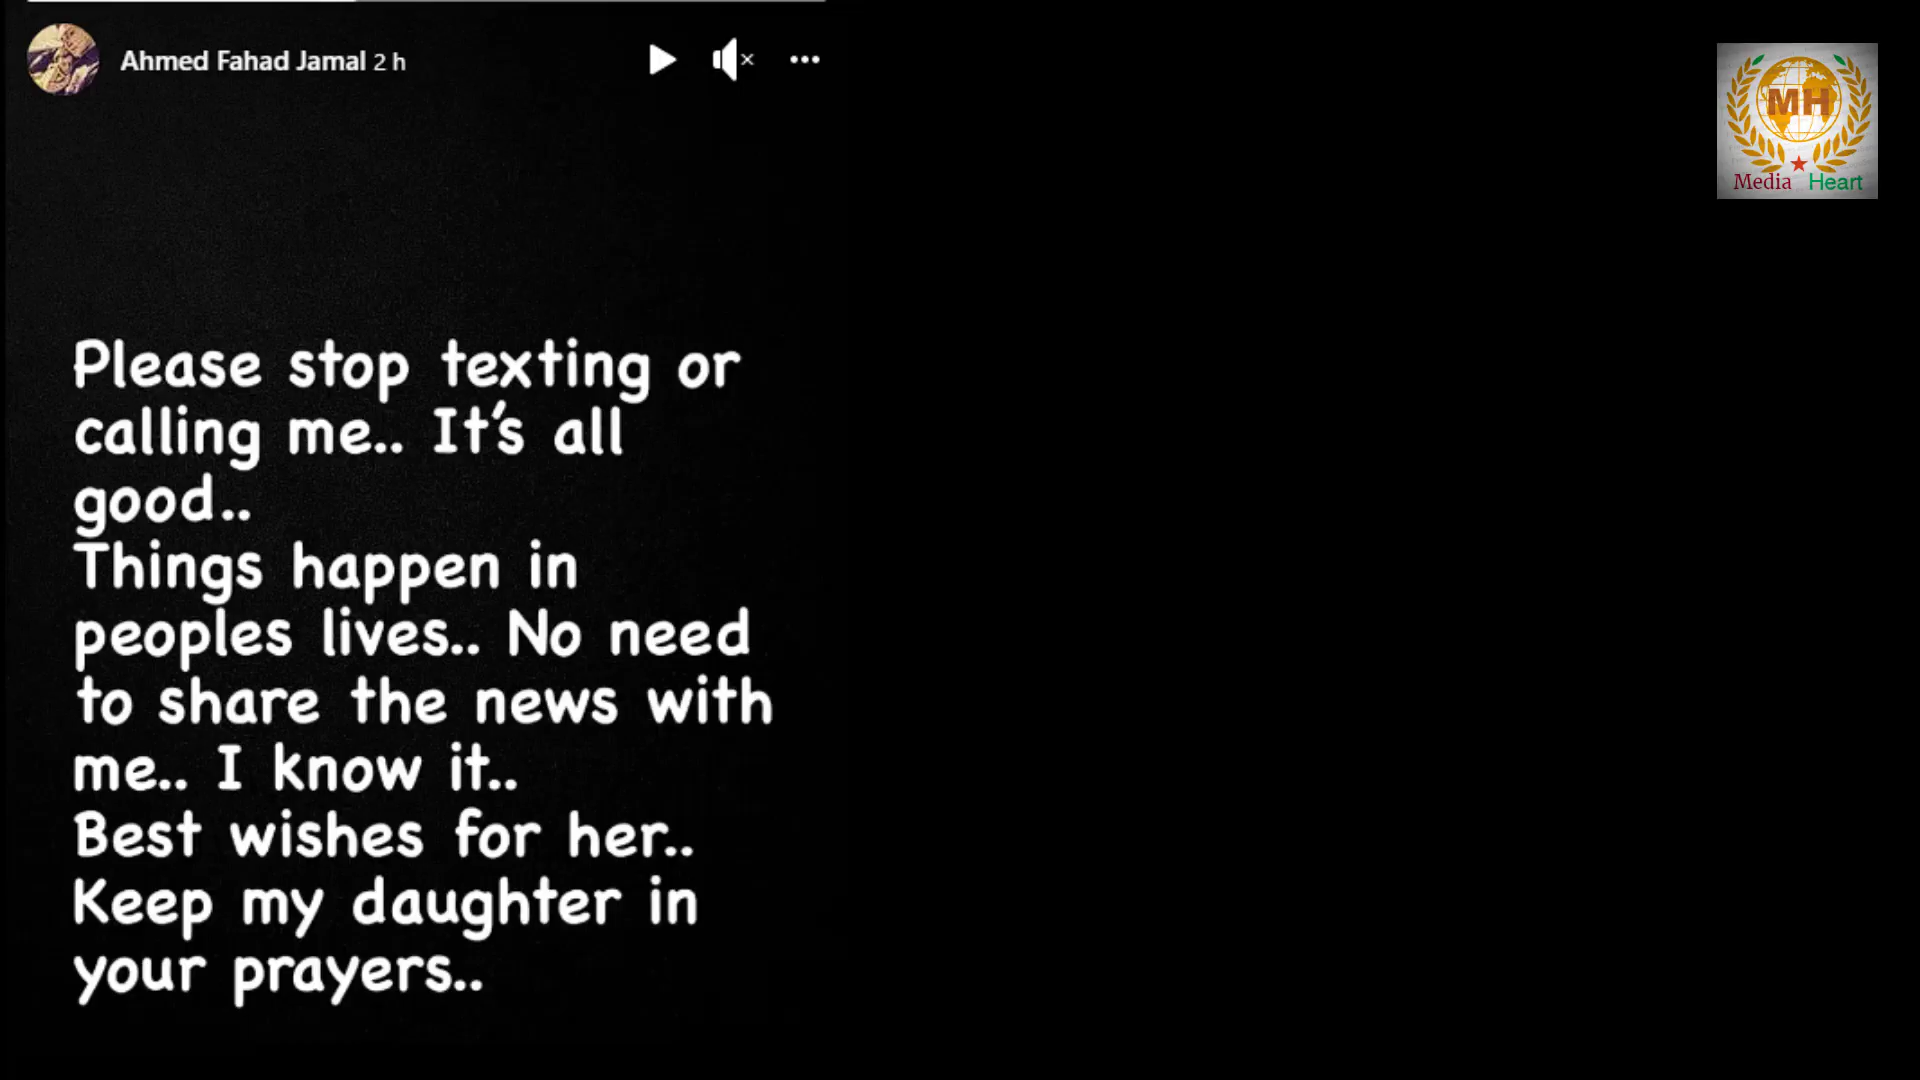 Ahmed Fahad Jamal 2 h
MH
Media Heart
Please stop texting or
calling me.. It's all
good..
Things happen in
peoples lives.. No need
to share the news with
me.. I know it..
Best wishes for her..
Keep my daughter in
your prayers..